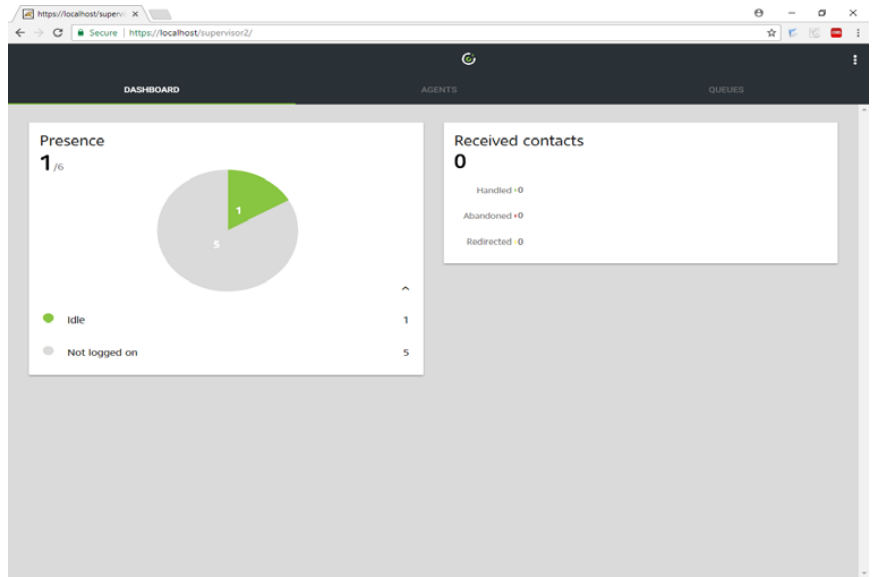 https://localhost/superv
Secure | https://localhost/supervisor2/
DASHBOARD
AGENTS
QUEUES
Presence
1 /6
1
5
Idle 1
Not logged on 5
Received contacts
0
Handled 0
Abandoned 0
Redirected 0